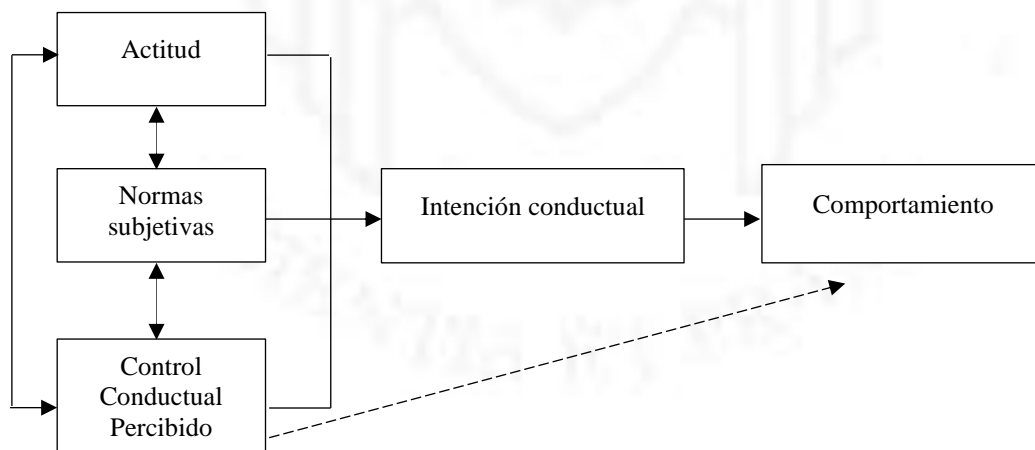 Actitud
Normas
subjetivas
Intención conductual
Comportamiento
Control
Conductual
Percibido